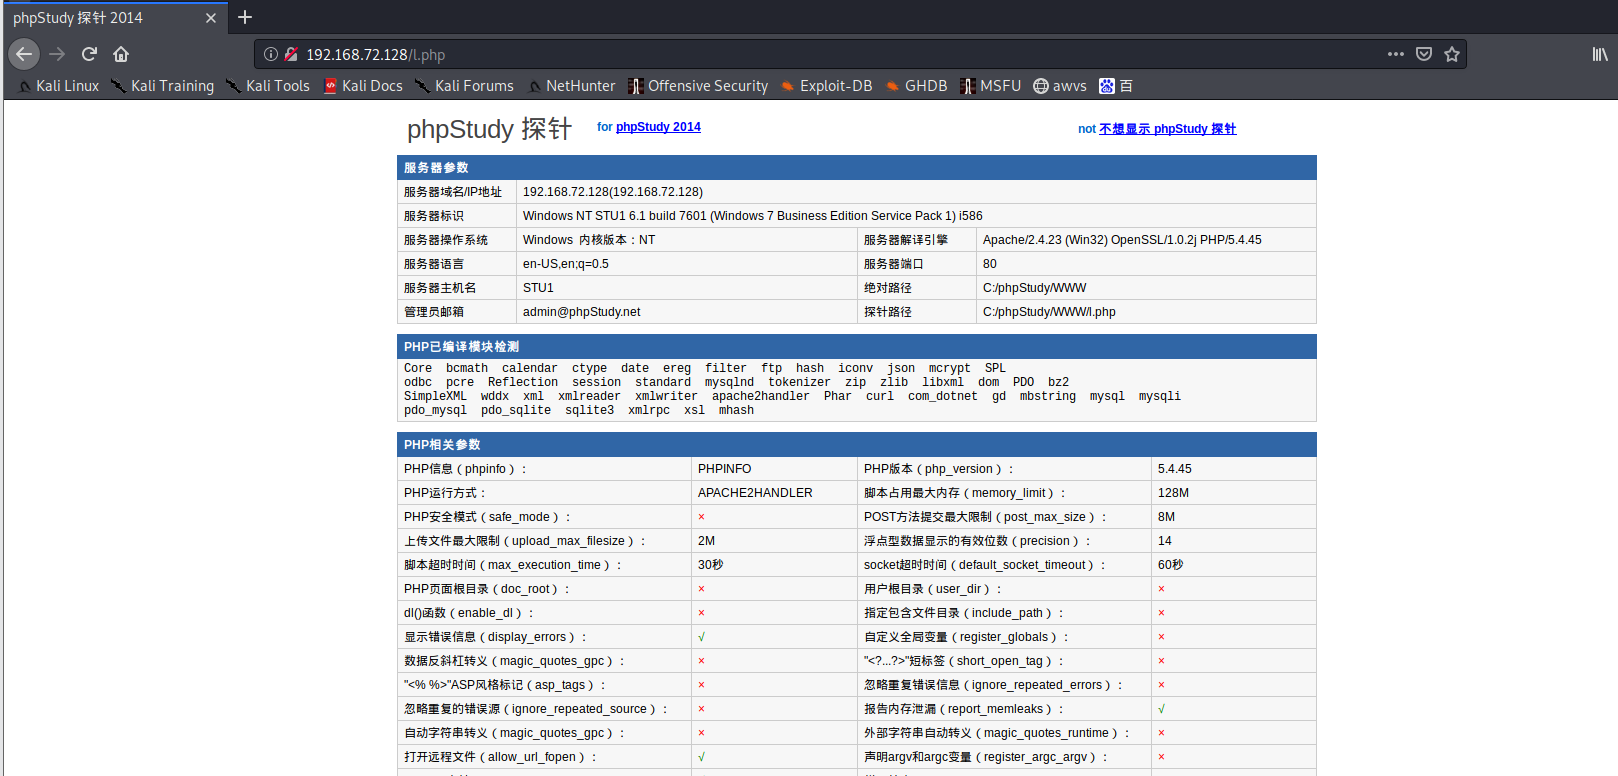 phpStudy 探针 2014
192.168.72.128/l.php
Kali Linux Kali Training Kali Tools Kali Docs Kali Forums NetHunter Offensive Security Exploit-DB GHDB MSFU awvs 百
phpStudy 探针 for phpStudy 2014 not 不想显示 phpStudy 探针
服务器参数
服务器域名/IP地址 192.168.72.128(192.168.72.128)
服务器标识 Windows NT STU1 6.1 build 7601 (Windows 7 Business Edition Service Pack 1) i586
服务器操作系统 Windows 内核版本：NT 服务器解译引擎 Apache/2.4.23 (Win32) OpenSSL/1.0.2j PHP/5.4.45
服务器语言 en-US,en;q=0.5 服务器端口 80
服务器主机名 STU1 绝对路径 C:/phpStudy/WWW
管理员邮箱 admin@phpStudy.net 探针路径 C:/phpStudy/WWW/l.php
PHP已编译模块检测
Core bcmath calendar ctype date ereg filter ftp hash iconv json mcrypt SPL
odbc pcre Reflection session standard mysqlnd tokenizer zip zlib libxml dom PDO bz2
SimpleXML wddx xml xmlreader xmlwriter apache2handler Phar curl com_dotnet gd mbstring mysql mysqli
pdo_mysql pdo_sqlite sqlite3 xmlrpc xsl mhash
PHP相关参数
PHP信息（phpinfo）： PHPINFO PHP版本（php_version）： 5.4.45
PHP运行方式： APACHE2HANDLER 脚本占用最大内存（memory_limit）： 128M
PHP安全模式（safe_mode）： × POST方法提交最大限制（post_max_size）： 8M
上传文件最大限制（upload_max_filesize）： 2M 浮点型数据显示的有效位数（precision）： 14
脚本超时时间（max_execution_time）： 30秒 socket超时时间（default_socket_timeout）： 60秒
PHP页面根目录（doc_root）： × 用户根目录（user_dir）： ×
dl()函数（enable_dl）： × 指定包含文件目录（include_path）： ×
显示错误信息（display_errors）： √ 自定义全局变量（register_globals）： ×
数据反斜杠转义（magic_quotes_gpc）： × "<?...?>"短标签（short_open_tag）： ×
"<% %>"ASP风格标记（asp_tags）： × 忽略重复错误信息（ignore_repeated_errors）： ×
忽略重复的错误源（ignore_repeated_source）： × 报告内存泄漏（report_memleaks）： √
自动字符串转义（magic_quotes_gpc）： × 外部字符串自动转义（magic_quotes_runtime）： ×
打开远程文件（allow_url_fopen）： √ 声明argv和argc变量（register_argc_argv）： ×